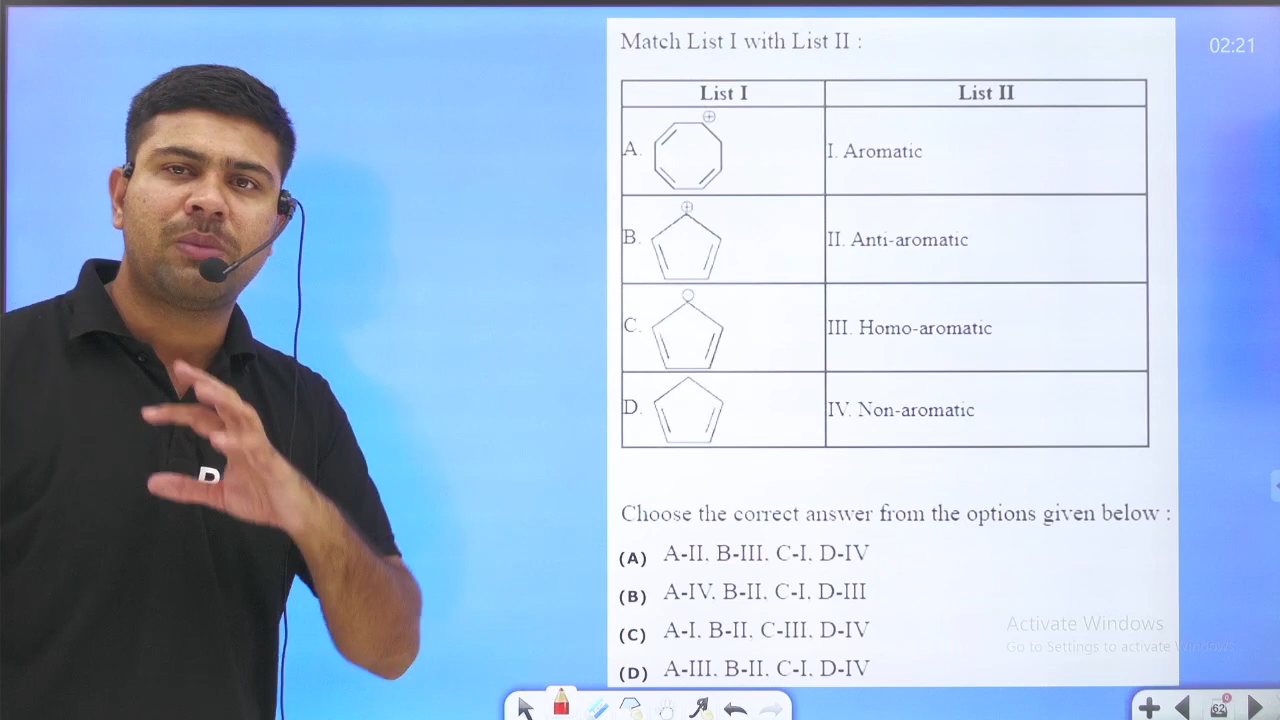 Match List I with List II :
02:21
List I List II
A. ⊕ I. Aromatic
B. ⊕ II. Anti-aromatic
C. III. Homo-aromatic
D. IV. Non-aromatic
Choose the correct answer from the options given below :
(A) A-II, B-III, C-I, D-IV
(B) A-IV, B-II, C-I, D-III
(C) A-I, B-II, C-III, D-IV
(D) A-III, B-II, C-I, D-IV
Activate Windows
Go to Settings to activate Windows.
62